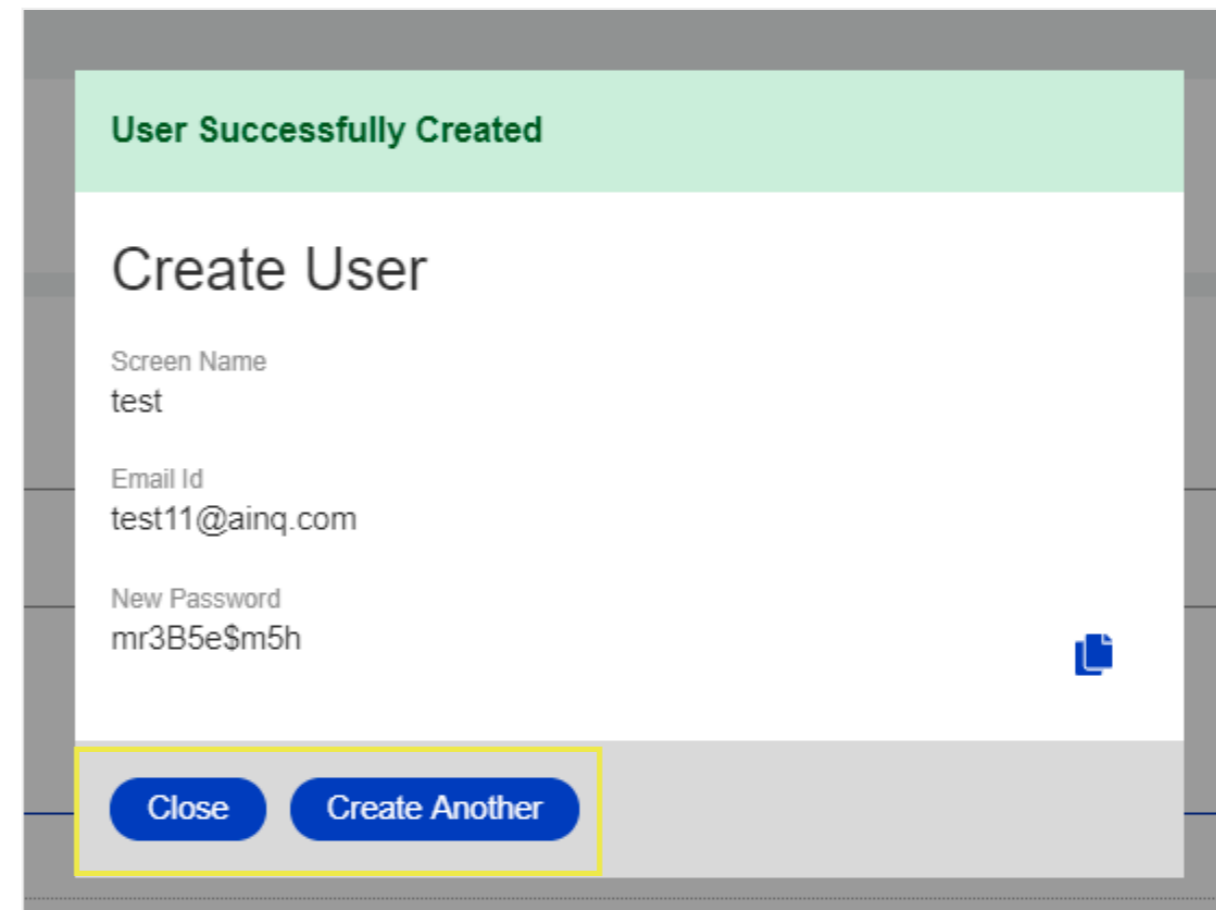 User Successfully Created
Create User
Screen Name
test
Email Id
test11@ainq.com
New Password
mr3B5e$m5h
Close Create Another